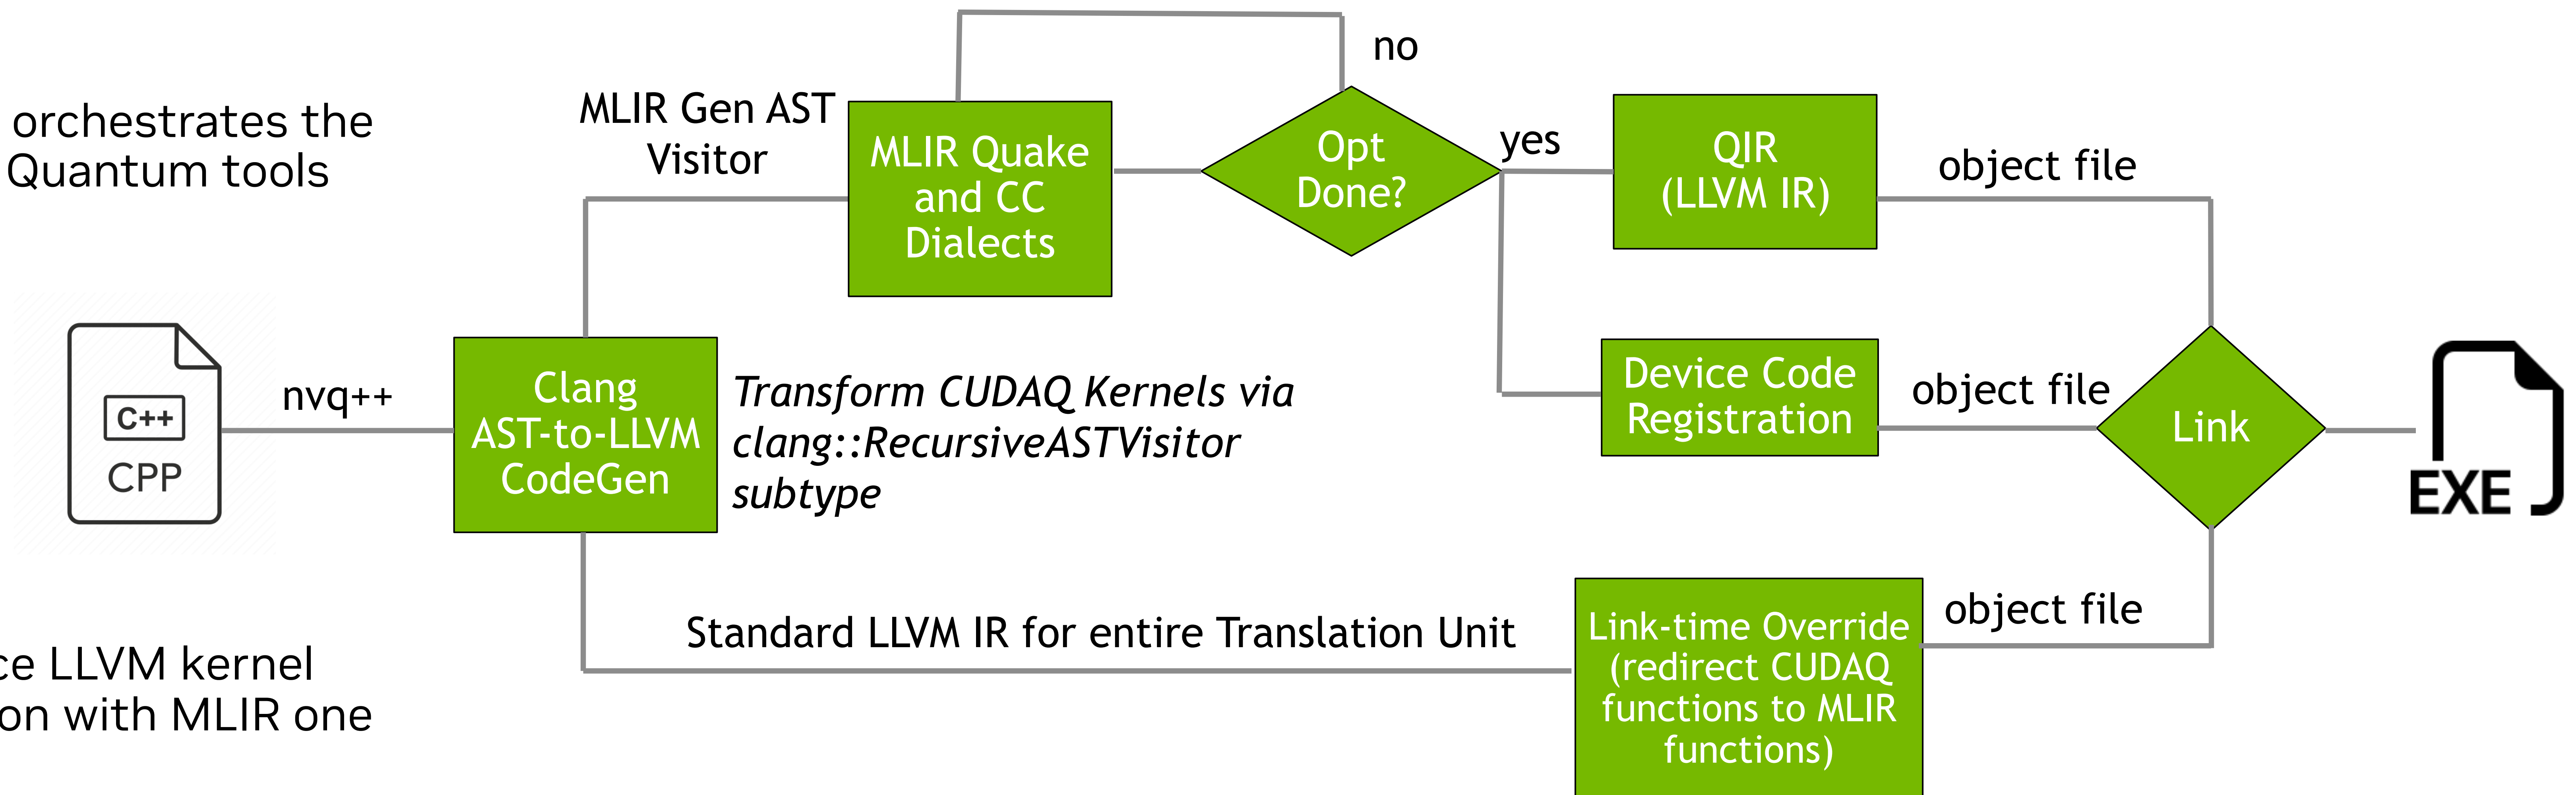 orchestrates the
Quantum tools
no
MLIR Gen AST
Visitor
MLIR Quake
and CC
Dialects
Opt
Done?
yes
QIR
(LLVM IR)
object file
C++
CPP
nvq++
Clang
AST-to-LLVM
CodeGen
Transform CUDAQ Kernels via
clang::RecursiveASTVisitor
subtype
Device Code
Registration
object file
Link
EXE
Standard LLVM IR for entire Translation Unit
Link-time Override
(redirect CUDAQ
functions to MLIR
functions)
object file
ce LLVM kernel
on with MLIR one